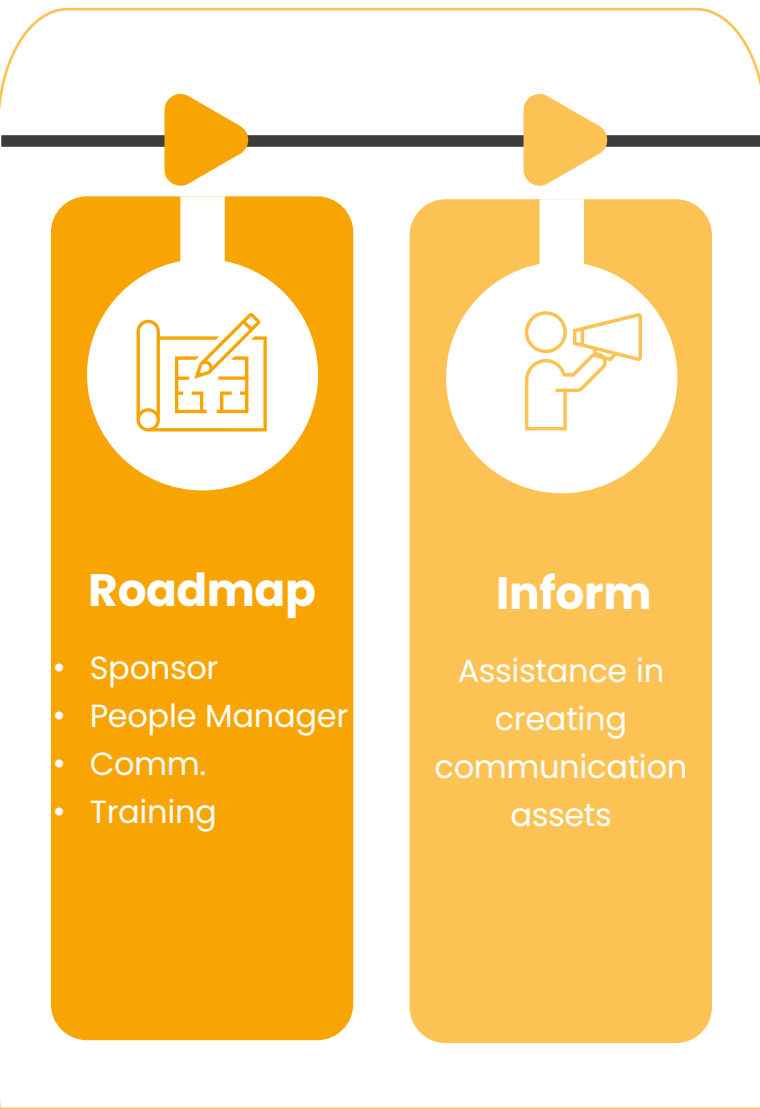 Roadmap
• Sponsor
• People Manager
• Comm.
• Training
Inform
Assistance in
creating
communication
assets